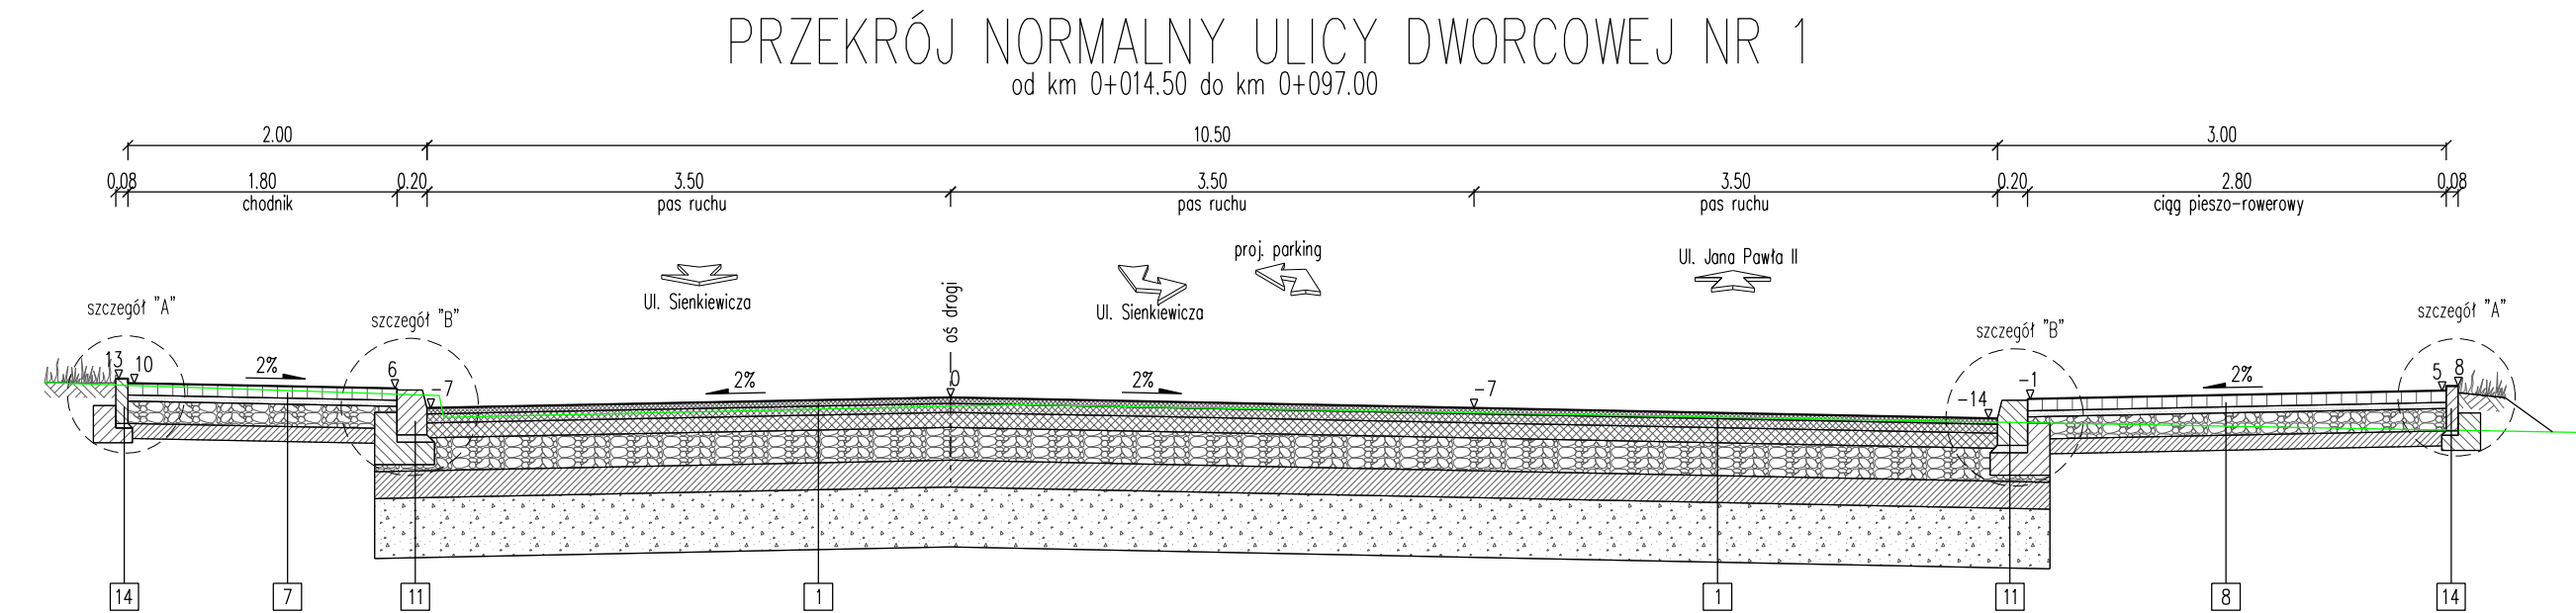 PRZEKRÓJ NORMALNY ULICY DWORCOWEJ NR 1
od km 0+014.50 do km 0+097.00
2.00 10.50 3.00
0.08 1.80 0.20 3.50 3.50 3.50 0.20 2.80 0.08
chodnik pas ruchu pas ruchu pas ruchu ciąg pieszo-rowerowy
proj. parking Ul. Jana Pawła II
Ul. Sienkiewicza oś drogi Ul. Sienkiewicza
szczegół "A" szczegół "B" szczegół "B" szczegół "A"
13 10 2% 6 -7 2% 0 2% -7 -14 -1 2% 5 8
14 7 11 1 1 11 8 14